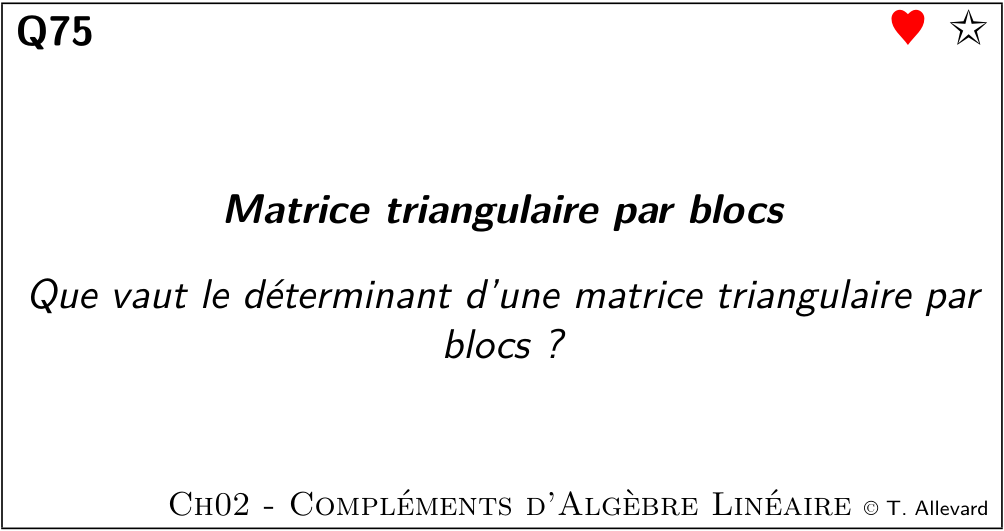 Q75
Matrice triangulaire par blocs
Que vaut le déterminant d'une matrice triangulaire par
blocs ?
Ch02 - Compléments d'Algèbre Linéaire © T. Allevard